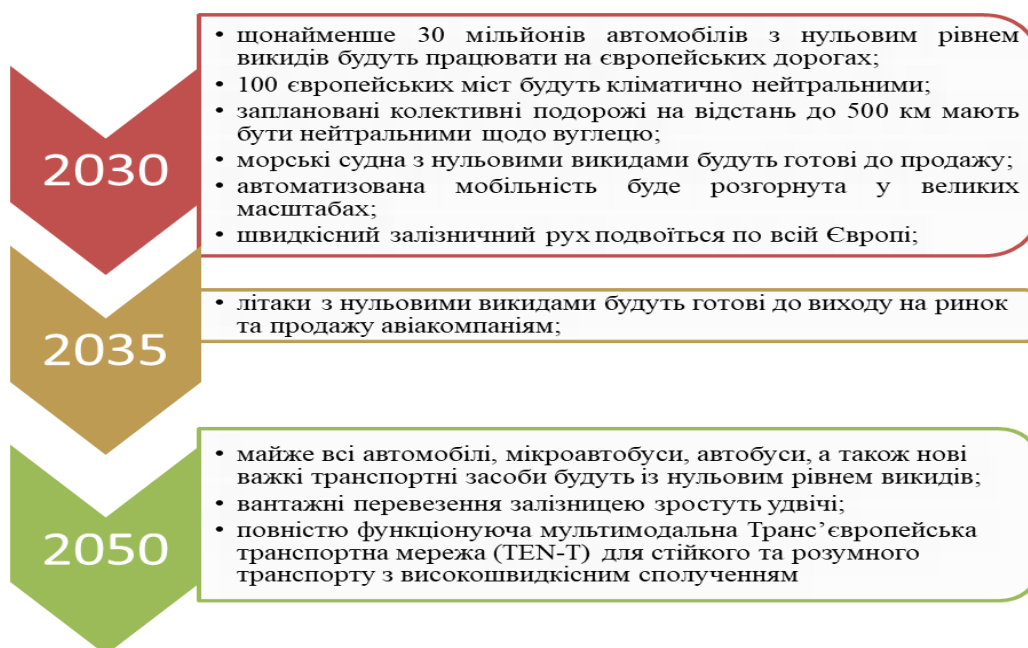 2030
• щонайменше 30 мільйонів автомобілів з нульовим рівнем
викидів будуть працювати на європейських дорогах;
• 100 європейських міст будуть кліматично нейтральними;
• заплановані колективні подорожі на відстань до 500 км мають
бути нейтральними щодо вуглецю;
• морські судна з нульовими викидами будуть готові до продажу;
• автоматизована мобільність буде розгорнута у великих
масштабах;
• швидкісний залізничний рух подвоїться по всій Європі;
2035
• літаки з нульовими викидами будуть готові до виходу на ринок
та продажу авіакомпаніям;
2050
• майже всі автомобілі, мікроавтобуси, автобуси, а також нові
важкі транспортні засоби будуть із нульовим рівнем викидів;
• вантажні перевезення залізницею зростуть удвічі;
• повністю функціонуюча мультимодальна Транс’європейська
транспортна мережа (TEN-T) для стійкого та розумного
транспорту з високошвидкісним сполученням